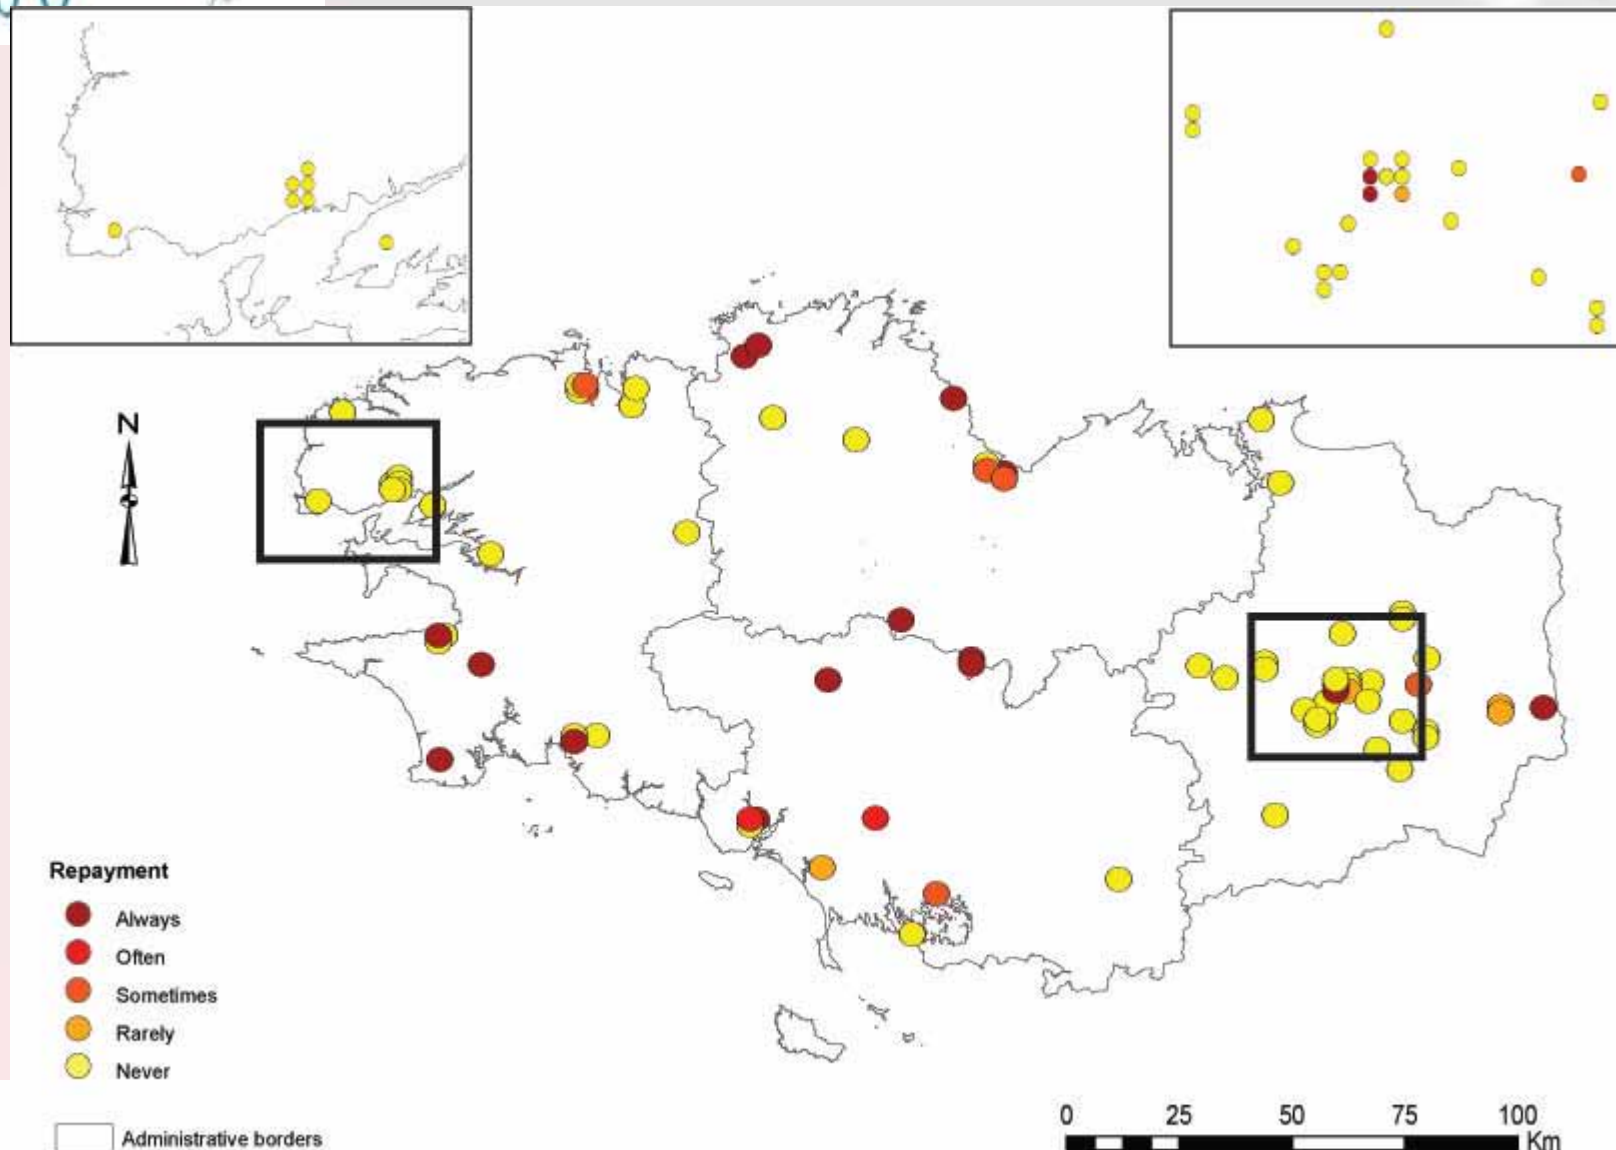 N
Repayment
Always
Often
Sometimes
Rarely
Never
Administrative borders
0 25 50 75 100
Km